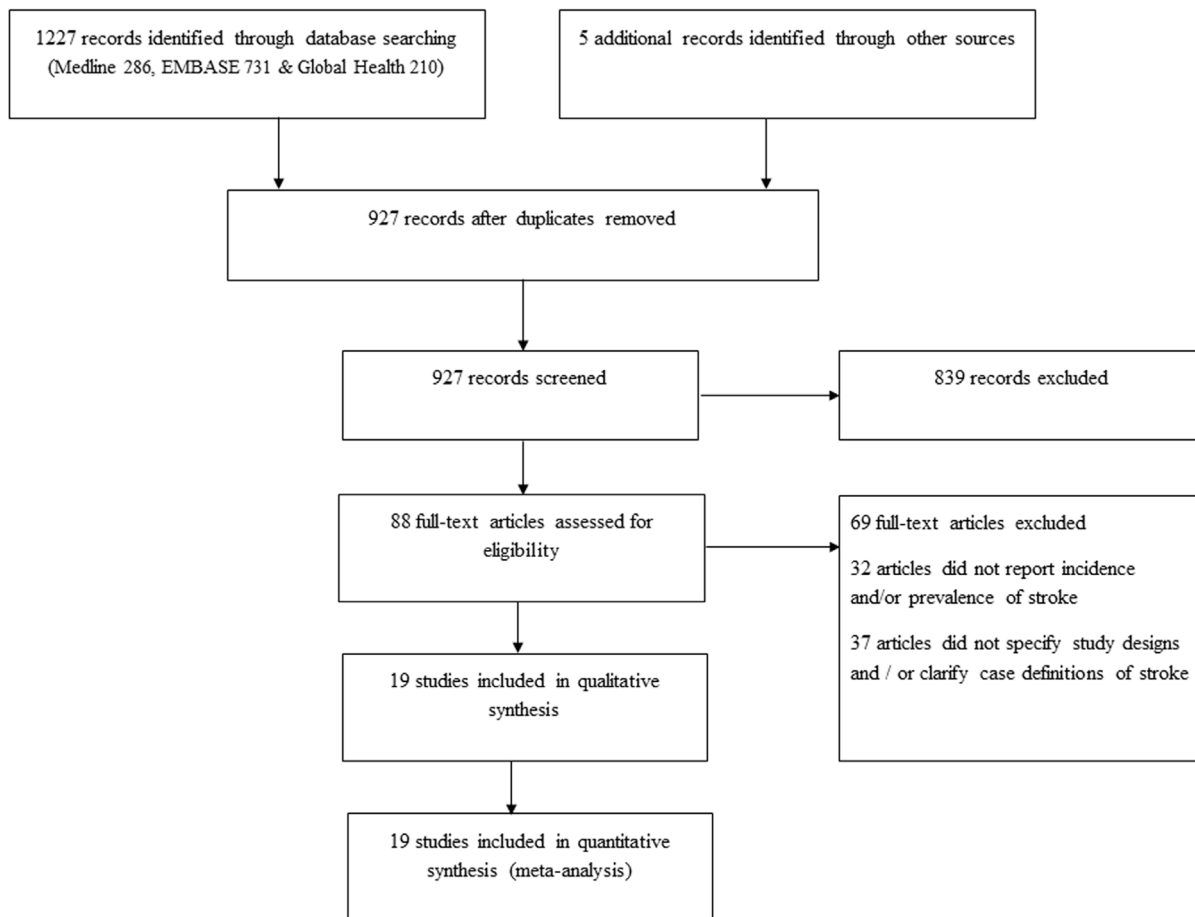 1227 records identified through database searching
(Medline 286, EMBASE 731 & Global Health 210)
5 additional records identified through other sources
927 records after duplicates removed
927 records screened
839 records excluded
88 full-text articles assessed for
eligibility
69 full-text articles excluded
32 articles did not report incidence
and/or prevalence of stroke
37 articles did not specify study designs
and / or clarify case definitions of stroke
19 studies included in qualitative
synthesis
19 studies included in quantitative
synthesis (meta-analysis)